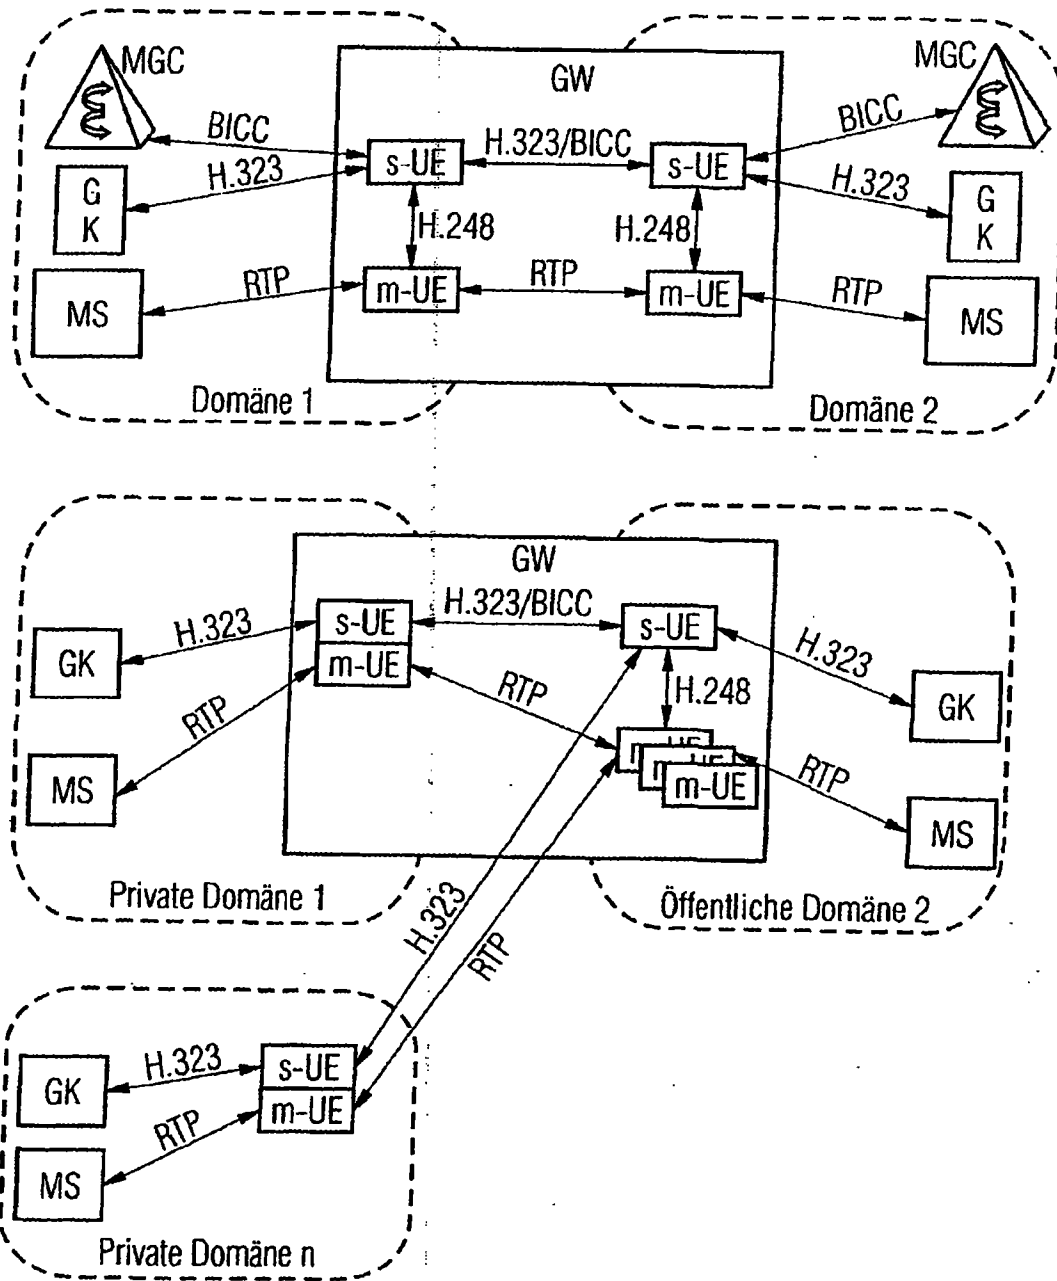 MGC
GW
MGC
BICC
H.323/BICC
BICC
s-UE
s-UE
H.323
H.323
G
K
G
K
H.248
H.248
RTP
m-UE
RTP
m-UE
RTP
MS
MS
Domäne 1
Domäne 2
GW
H.323/BICC
H.323
s-UE
s-UE
H.323
GK
m-UE
RTP
H.248
GK
RTP
m-UE
RTP
MS
MS
Private Domäne 1
Öffentliche Domäne 2
H.323
RTP
H.323
s-UE
GK
m-UE
RTP
MS
Private Domäne n